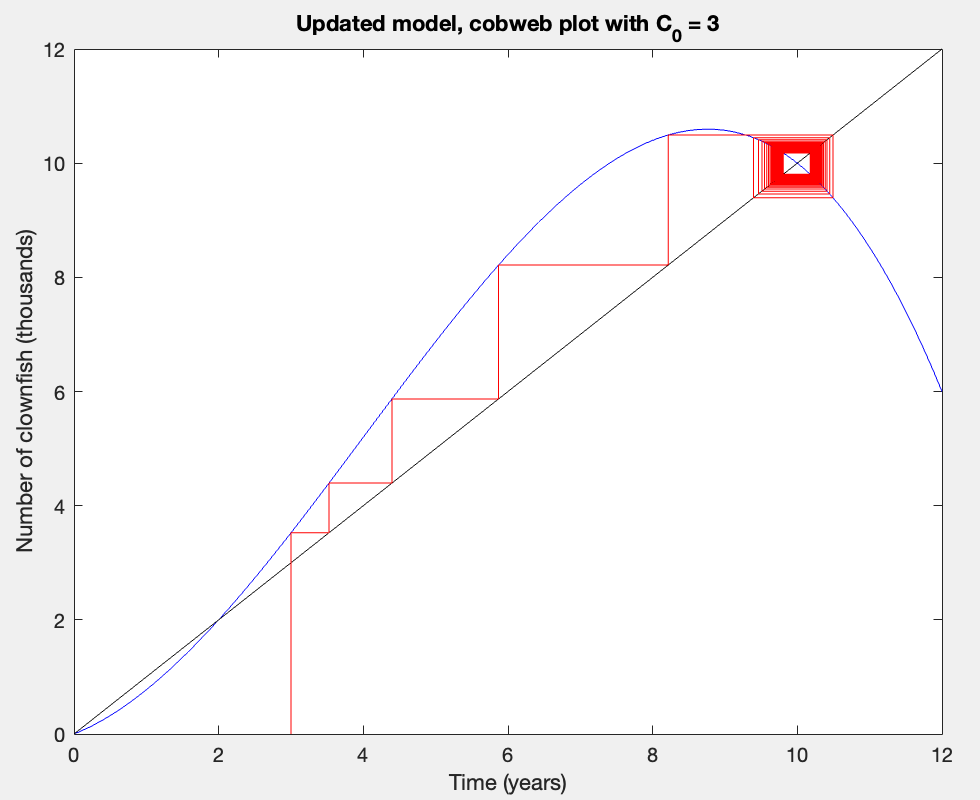 Updated model, cobweb plot with C₀ = 3
12
10
8
6
4
2
0
Number of clownfish (thousands)
0 2 4 6 8 10 12
Time (years)